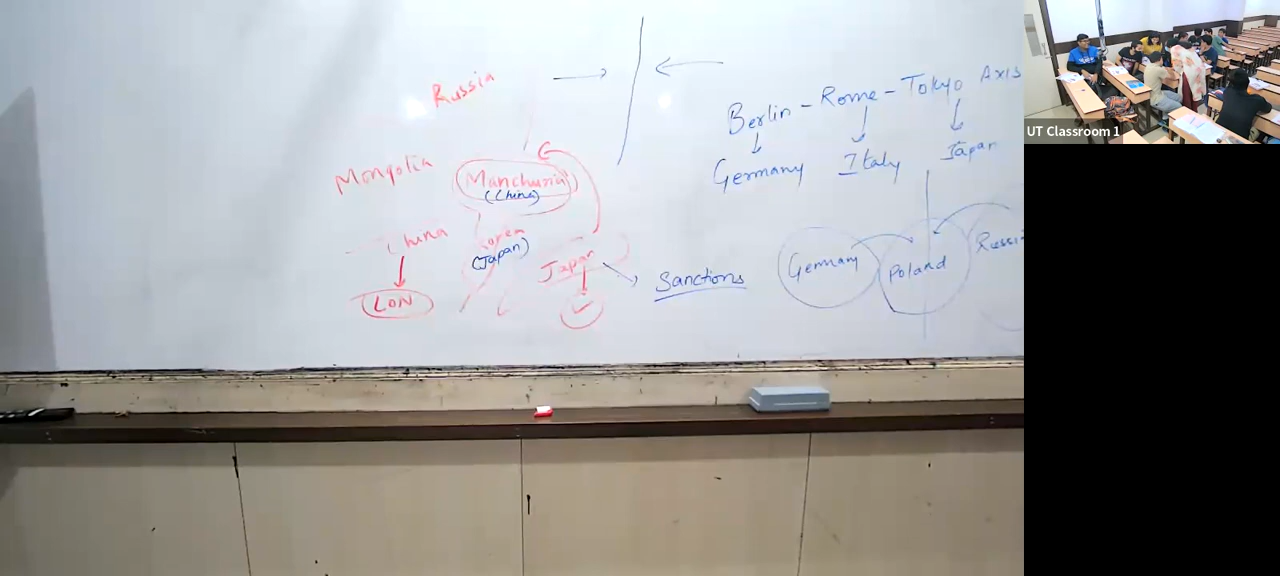 Russia
Mongolia
Manchuria
(China)
China
LON
Korea
(Japan)
Japan
Sanctions
Berlin - Rome - Tokyo Axis
Germany Italy Japan
Germany Poland Russi
UT Classroom 1